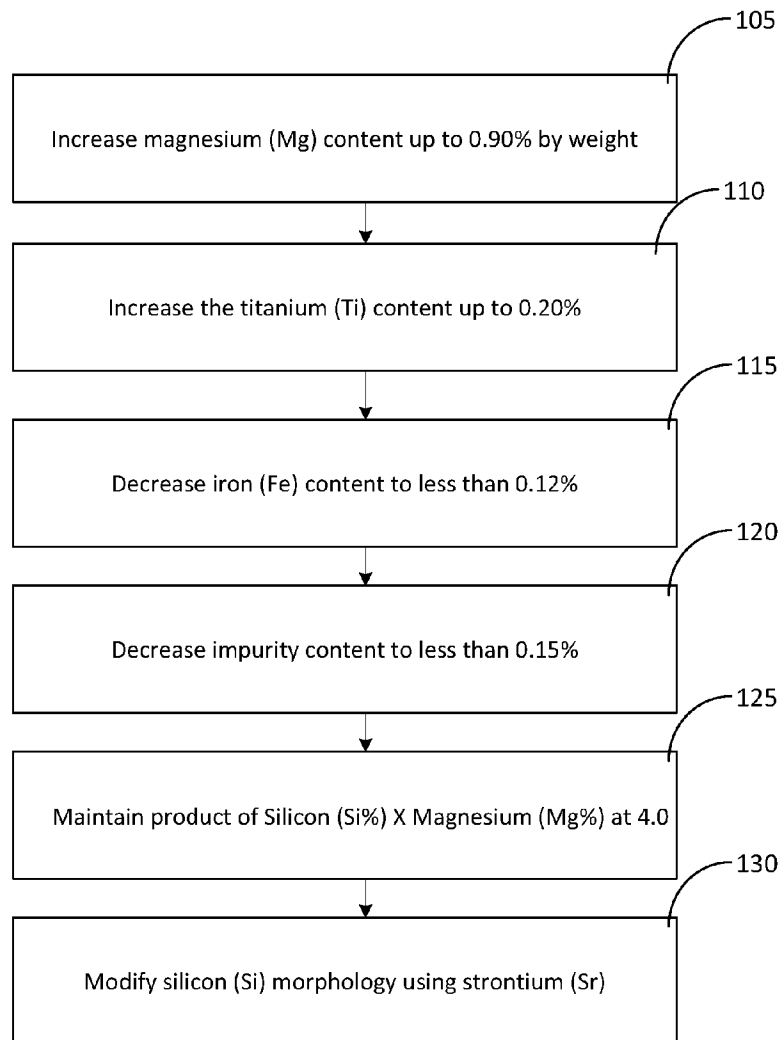 105
Increase magnesium (Mg) content up to 0.90% by weight
110
Increase the titanium (Ti) content up to 0.20%
115
Decrease iron (Fe) content to less than 0.12%
120
Decrease impurity content to less than 0.15%
125
Maintain product of Silicon (Si%) X Magnesium (Mg%) at 4.0
130
Modify silicon (Si) morphology using strontium (Sr)